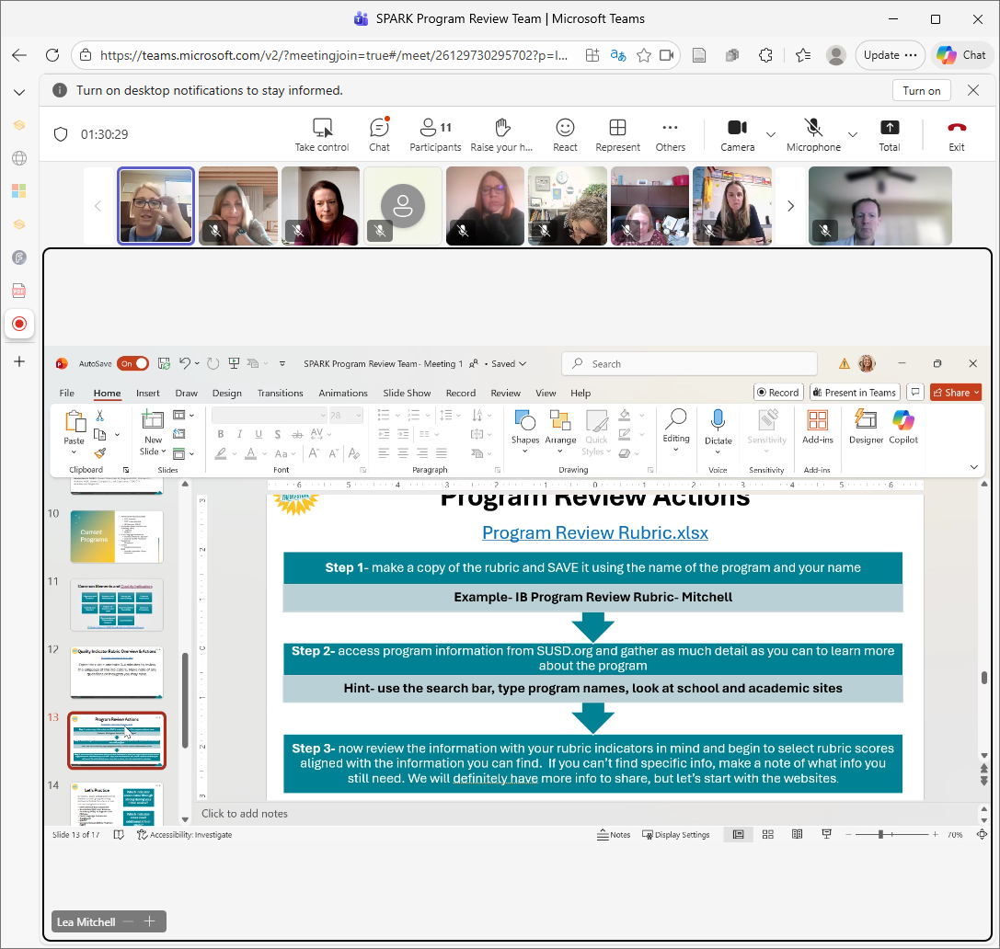 SPARK Program Review Team | Microsoft Teams
https://teams.microsoft.com/v2/?meetingjoin=true#/meet/26129730295702?p=I...
Update
Chat
Turn on desktop notifications to stay informed.
Turn on
01:30:29
11
Take control
Chat
Participants
Raise your h...
React
Represent
Others
Camera
Microphone
Total
Exit
AutoSave
On
SPARK Program Review Team- Meeting 1
• Saved
Search
File
Home
Insert
Draw
Design
Transitions
Animations
Slide Show
Record
Review
View
Help
Record
Present in Teams
Share
Paste
New
Slide
28
Shapes
Arrange
Quick
Styles
Editing
Dictate
Sensitivity
Add-ins
Designer
Copilot
Clipboard
Slides
Font
Paragraph
Drawing
Voice
Sensitivity
Add-ins
10
Current
Programs
11
Common Elements and Quality Indicators
12
Quality Indicator Rubric Overview & Actions
13
Program Review Actions
14
Let's Practice
Program Review Actions
Program Review Rubric.xlsx
Step 1- make a copy of the rubric and SAVE it using the name of the program and your name
Example- IB Program Review Rubric- Mitchell
Step 2- access program information from SUSD.org and gather as much detail as you can to learn more
about the program
Hint- use the search bar, type program names, look at school and academic sites
Step 3- now review the information with your rubric indicators in mind and begin to select rubric scores
aligned with the information you can find. If you can't find specific info, make a note of what info you
still need. We will definitely have more info to share, but let's start with the websites.
Click to add notes
Slide 13 of 17
Accessibility: Investigate
Notes
Display Settings
70%
Lea Mitchell